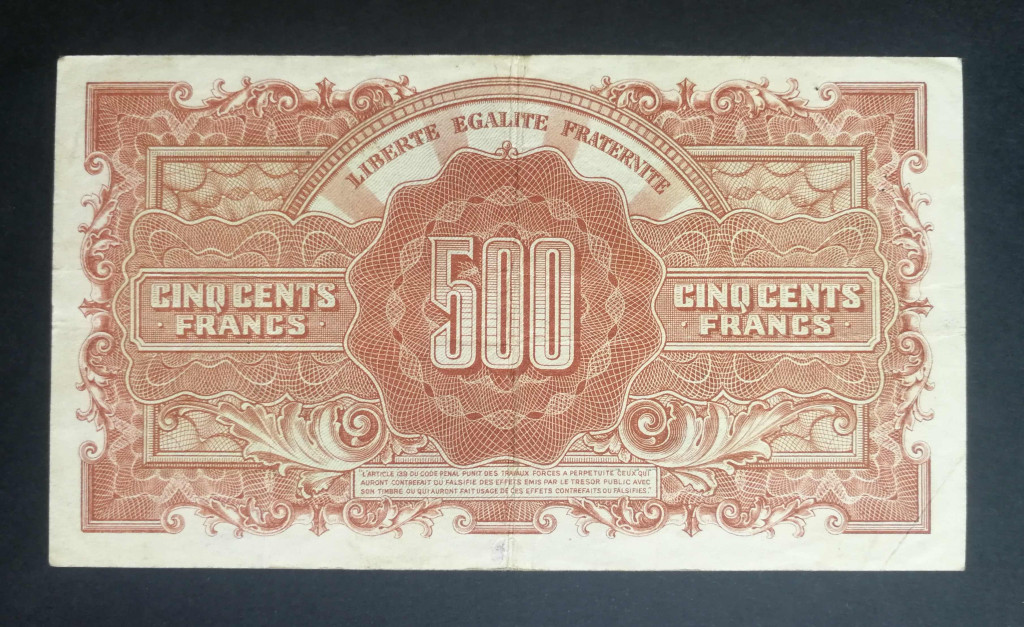 LIBERTE EGALITE FRATERNITE
500
CINQ CENTS
· FRANCS ·
CINQ CENTS
· FRANCS ·
"L'ARTICLE 139 DU CODE PENAL PUNIT DES TRAVAUX FORCES A PERPETUITE CEUX QUI
AURONT CONTREFAIT OU FALSIFIE DES EFFETS EMIS PAR LE TRESOR PUBLIC AVEC
SON TIMBRE OU QUI AURONT FAIT USAGE DE CES EFFETS CONTREFAITS OU FALSIFIES."